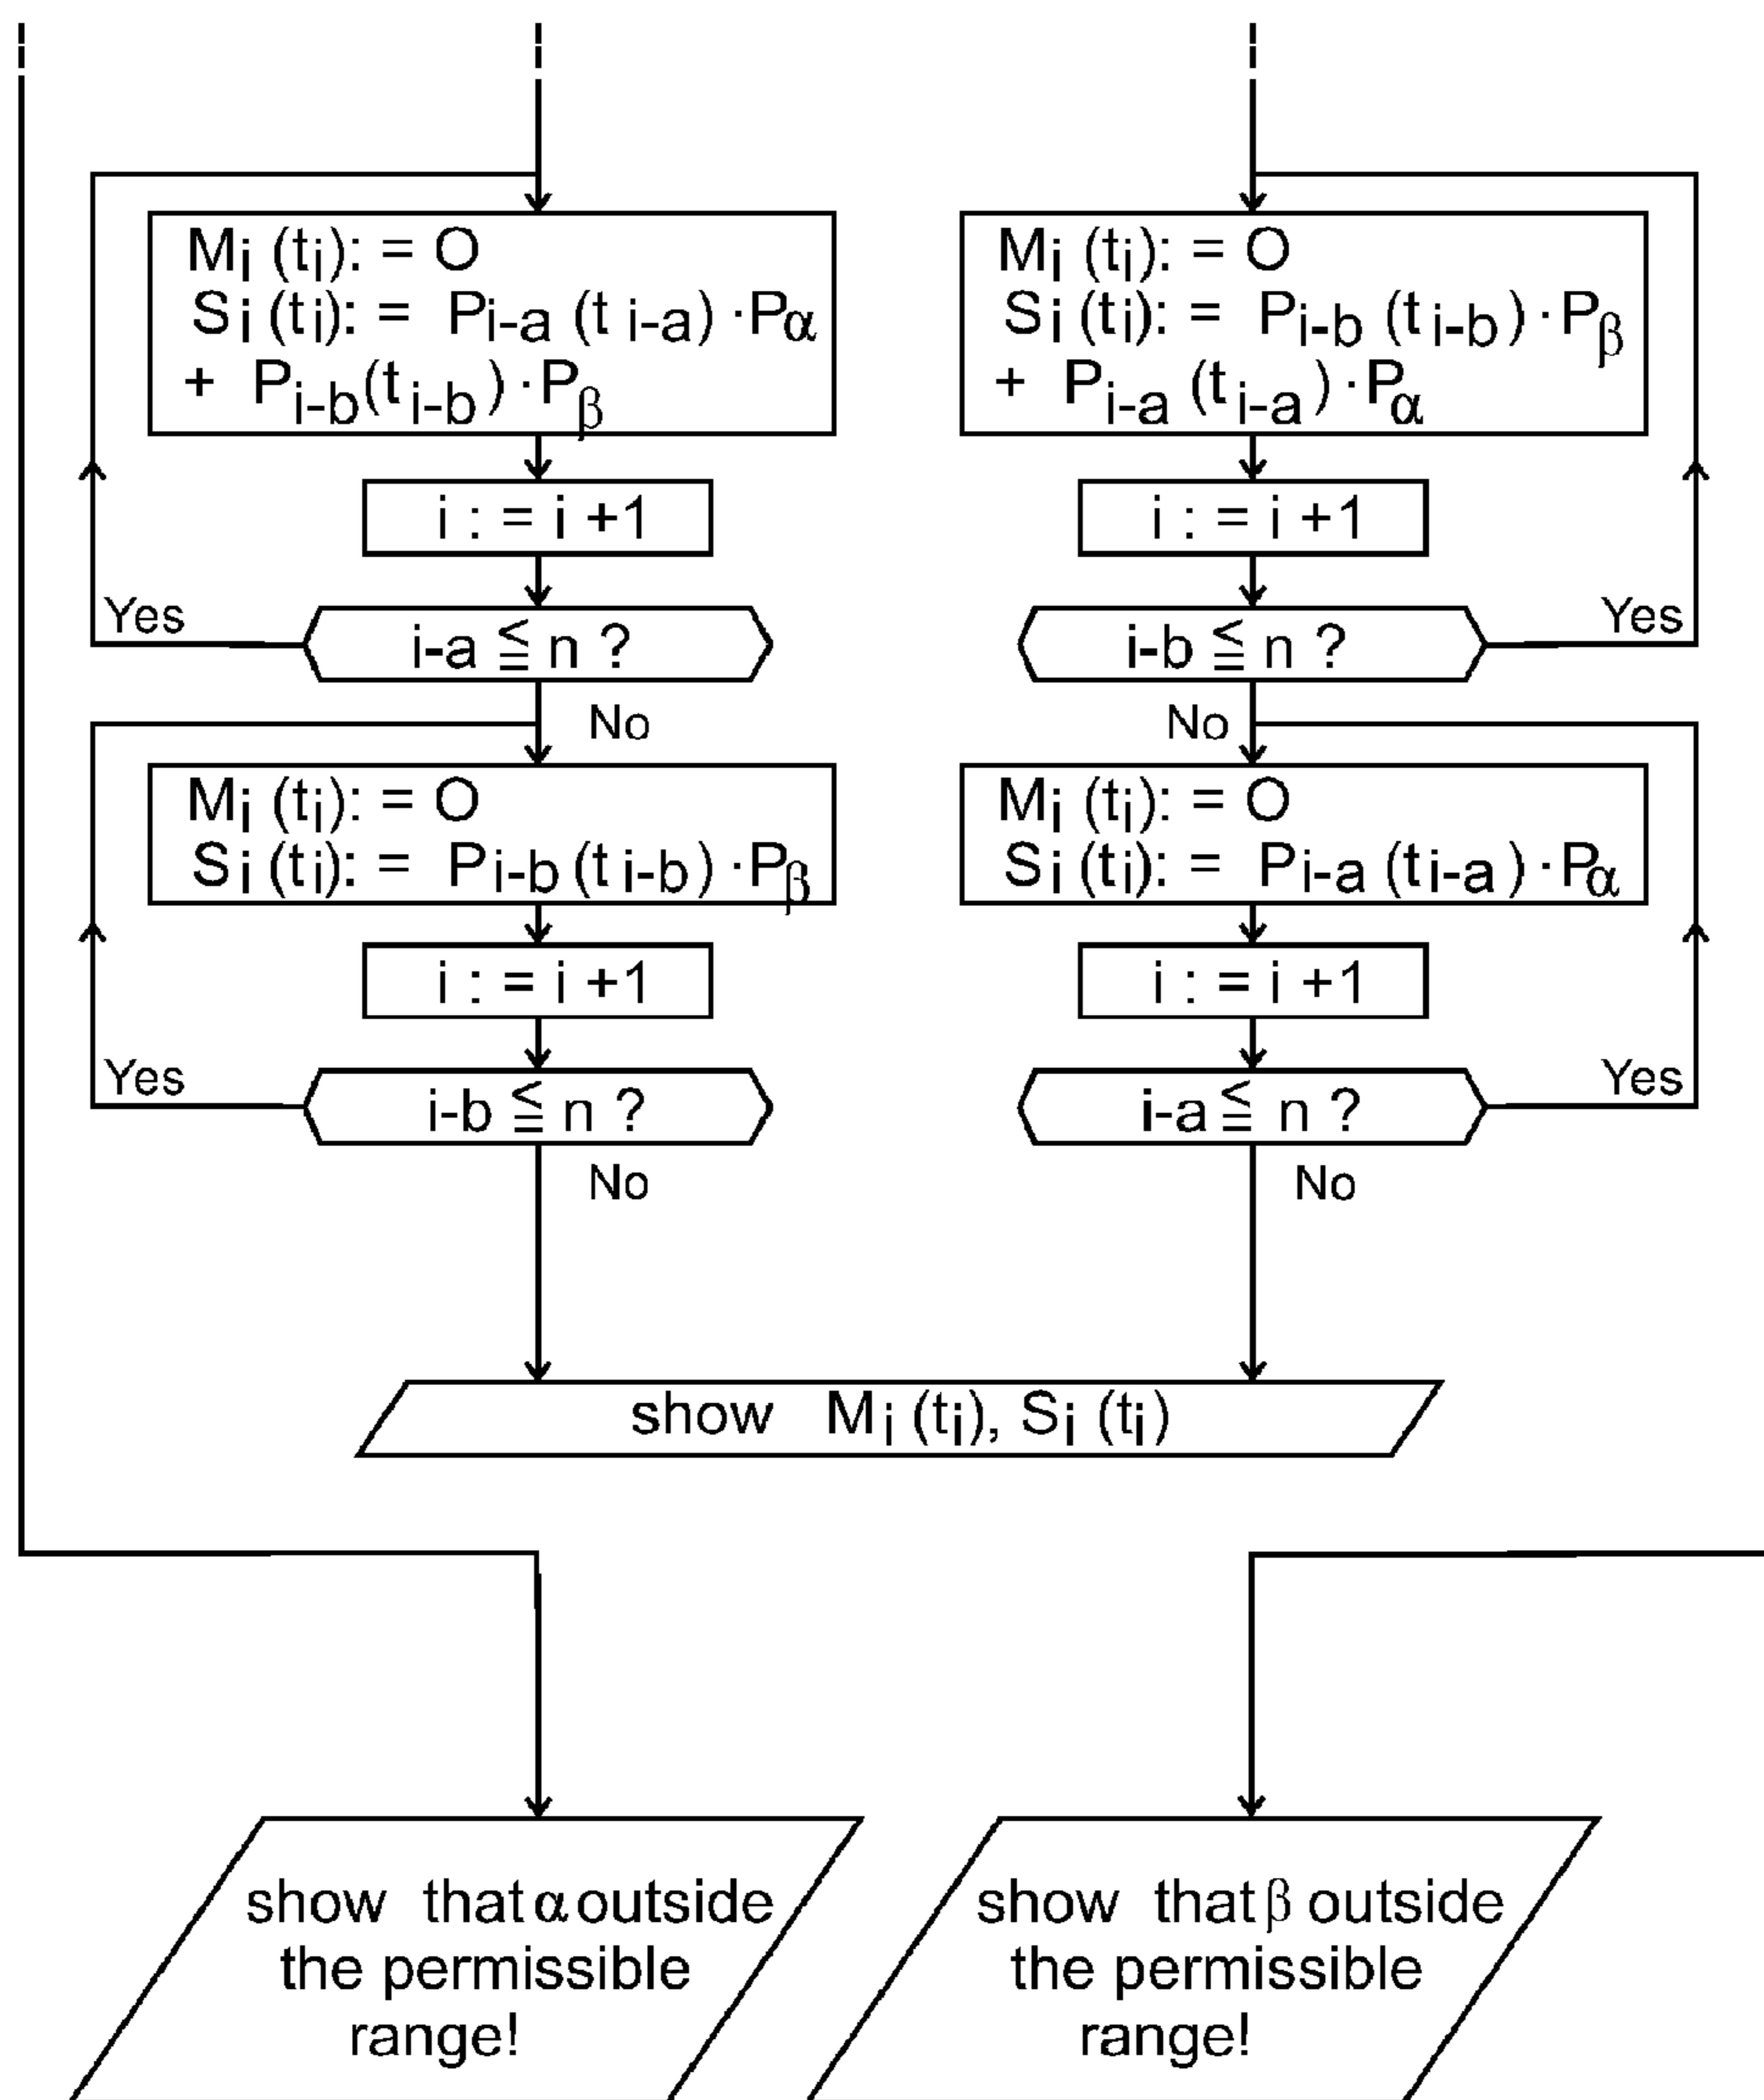 Mi (ti): = O
Si (ti): = Pi-a (t i-a) ·Pα
+ Pi-b(t i-b) ·Pβ
i : = i +1
Yes
i-a ≦ n ?
No
Mi (ti): = O
Si (ti): = Pi-b (t i-b) ·Pβ
i : = i +1
Yes
i-b ≦ n ?
No
Mi (ti): = O
Si (ti): = Pi-b (t i-b) ·Pβ
+ Pi-a (t i-a) ·Pα
i : = i +1
i-b ≦ n ?
Yes
No
Mi (ti): = O
Si (ti): = Pi-a (ti-a) ·Pα
i : = i +1
i-a ≦ n ?
Yes
No
show Mi (ti), Si (ti)
show that α outside
the permissible
range!
show that β outside
the permissible
range!